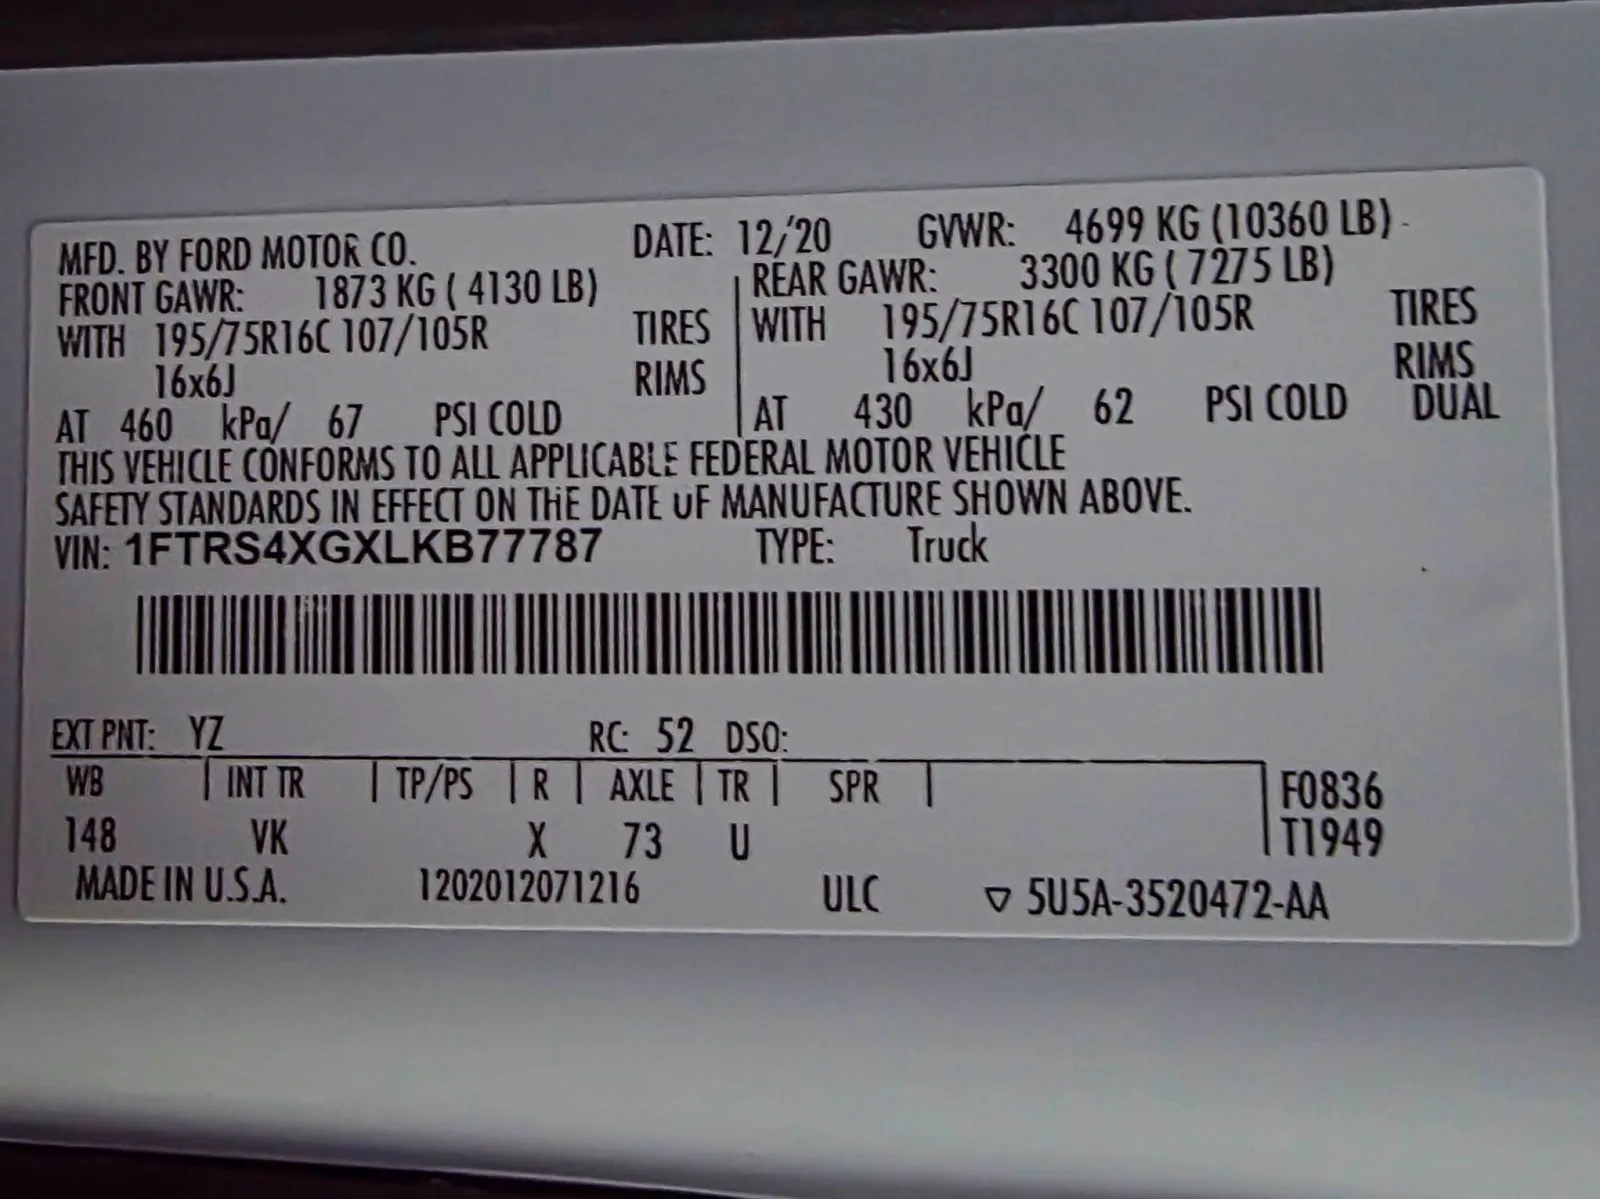 MFD. BY FORD MOTOR CO. DATE: 12/'20 GVWR: 4699 KG (10360 LB)
FRONT GAWR: 1873 KG ( 4130 LB) REAR GAWR: 3300 KG ( 7275 LB)
WITH 195/75R16C 107/105R TIRES WITH 195/75R16C 107/105R TIRES
16x6J RIMS 16x6J RIMS
AT 460 kPa/ 67 PSI COLD AT 430 kPa/ 62 PSI COLD DUAL
THIS VEHICLE CONFORMS TO ALL APPLICABLE FEDERAL MOTOR VEHICLE
SAFETY STANDARDS IN EFFECT ON THE DATE OF MANUFACTURE SHOWN ABOVE.
VIN: 1FTRS4XGXLKB77787 TYPE: Truck
EXT PNT: YZ RC: 52 DSO:
WB INT TR TP/PS R AXLE TR SPR F0836
148 VK X 73 U T1949
MADE IN U.S.A. 1202012071216 ULC ▽ 5U5A-3520472-AA